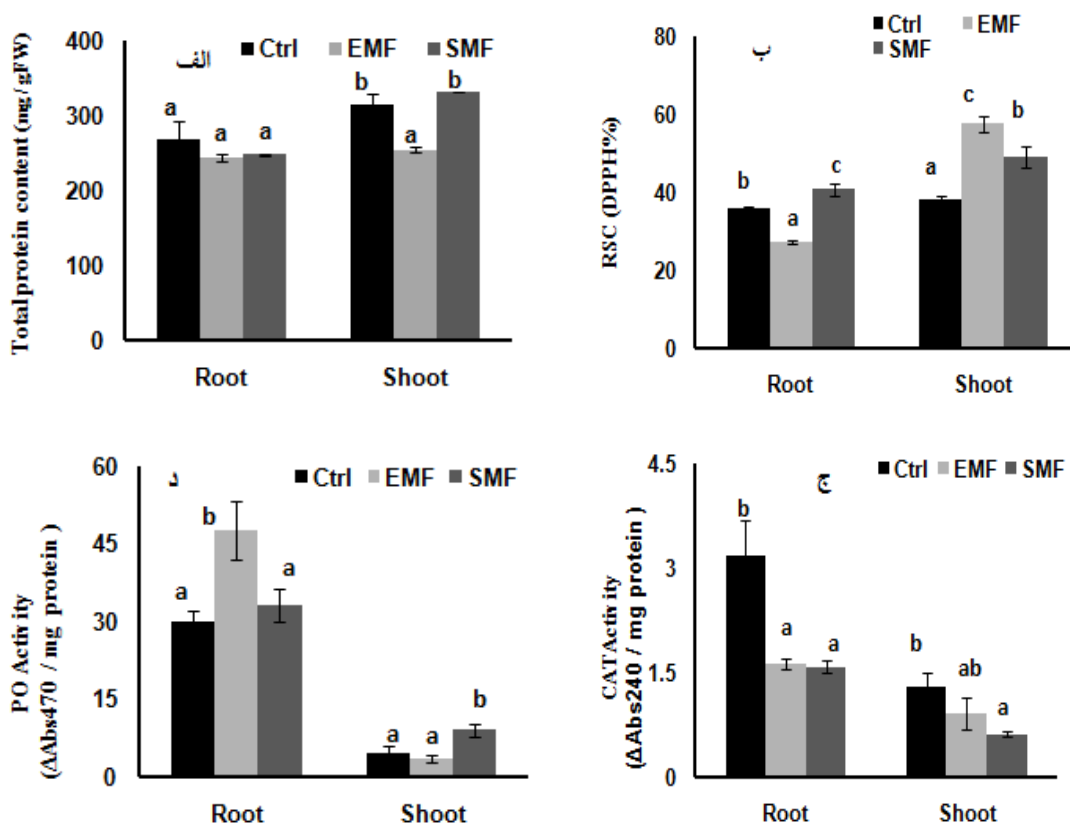 Total protein content (mg/gFW)
400
300
200
100
0
Ctrl EMF SMF
الف
a a a
b a b
Root Shoot
RSC (DPPH%)
80
60
40
20
0
Ctrl EMF
SMF
ب
b a c
a c b
Root Shoot
PO Activity
(ΔAbs470 / mg protein )
60
45
30
15
0
Ctrl EMF SMF
د
a b a
a a b
Root Shoot
CAT Activity
(ΔAbs240 / mg protein )
4.5
3
1.5
0
Ctrl EMF SMF
ج
b a a
b ab a
Root Shoot